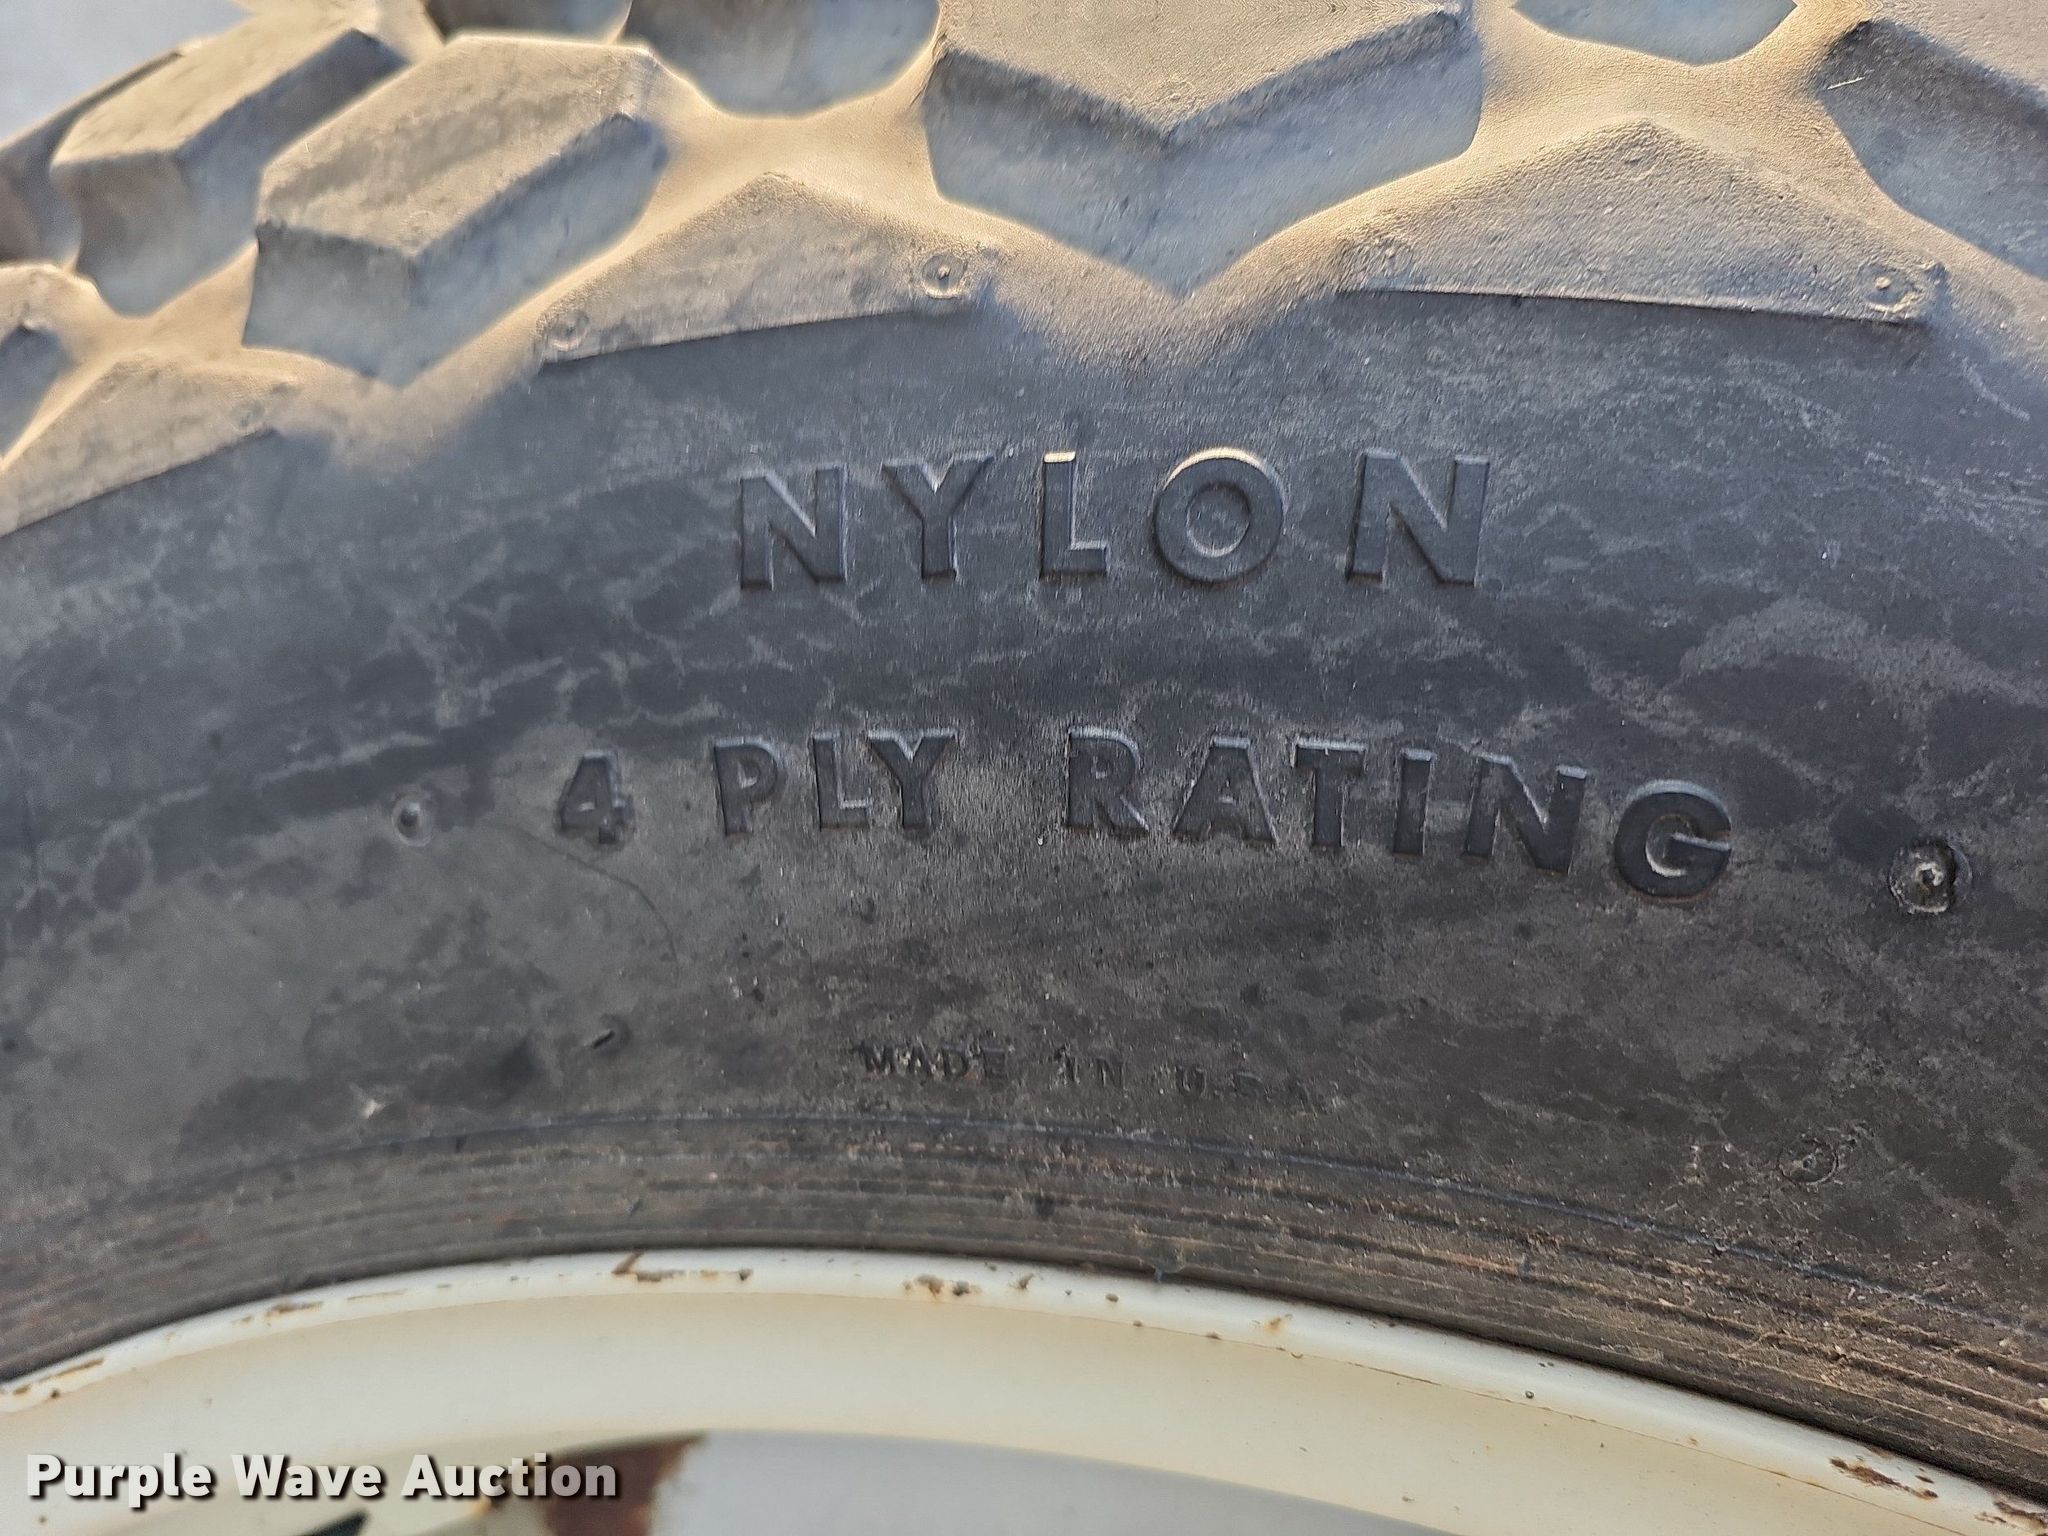 NYLON
4 PLY RATING
MADE IN U.S.A.
Purple Wave Auction